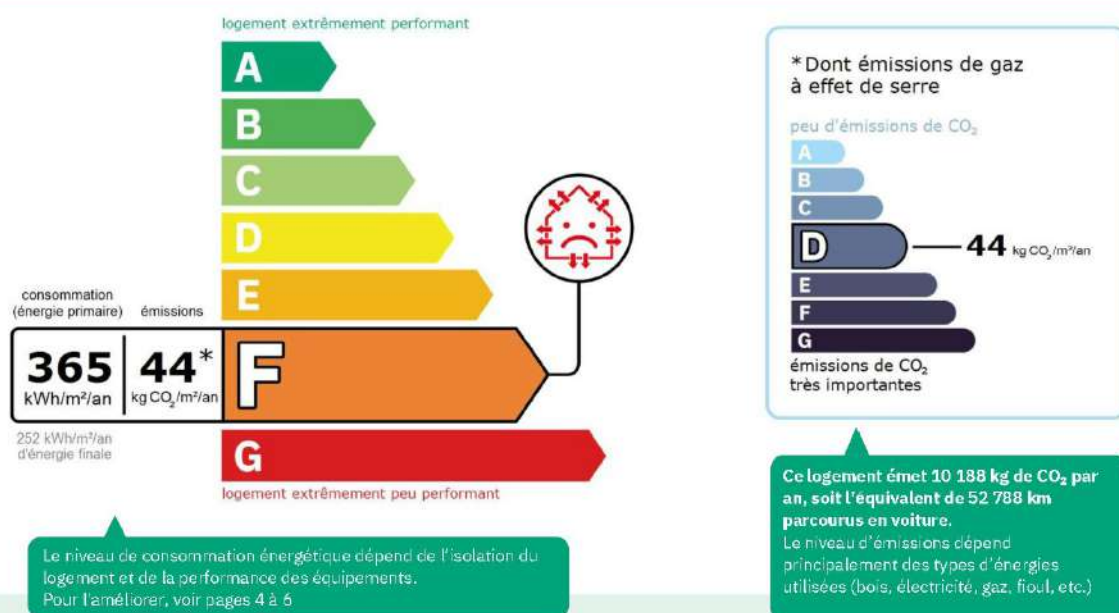 logement extrêmement performant
A
B
C
D
E
consommation
(énergie primaire)
émissions
365
kWh/m²/an
44*
kg CO₂/m²/an
F
252 kWh/m²/an
d'énergie finale
G
logement extrêmement peu performant
Le niveau de consommation énergétique dépend de l'isolation du
logement et de la performance des équipements.
Pour l'améliorer, voir pages 4 à 6
*Dont émissions de gaz
à effet de serre
peu d'émissions de CO₂
A
B
C
D
44 kg CO₂/m²/an
E
F
G
émissions de CO₂
très importantes
Ce logement émet 10 188 kg de CO₂ par
an, soit l'équivalent de 52 788 km
parcourus en voiture.
Le niveau d'émissions dépend
principalement des types d'énergies
utilisées (bois, électricité, gaz, fioul, etc.)